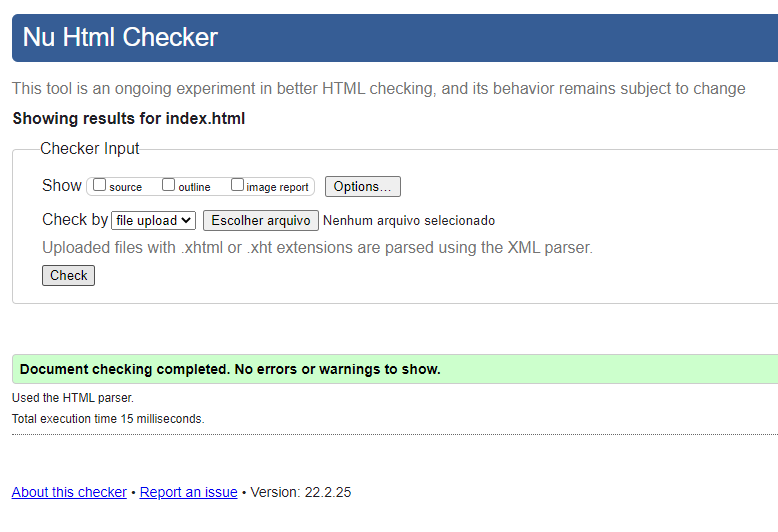 Nu Html Checker
This tool is an ongoing experiment in better HTML checking, and its behavior remains subject to change
Showing results for index.html
Checker Input
Show source outline image report Options...
Check by file upload Escolher arquivo Nenhum arquivo selecionado
Uploaded files with .xhtml or .xht extensions are parsed using the XML parser.
Check
Document checking completed. No errors or warnings to show.
Used the HTML parser.
Total execution time 15 milliseconds.
About this checker • Report an issue • Version: 22.2.25